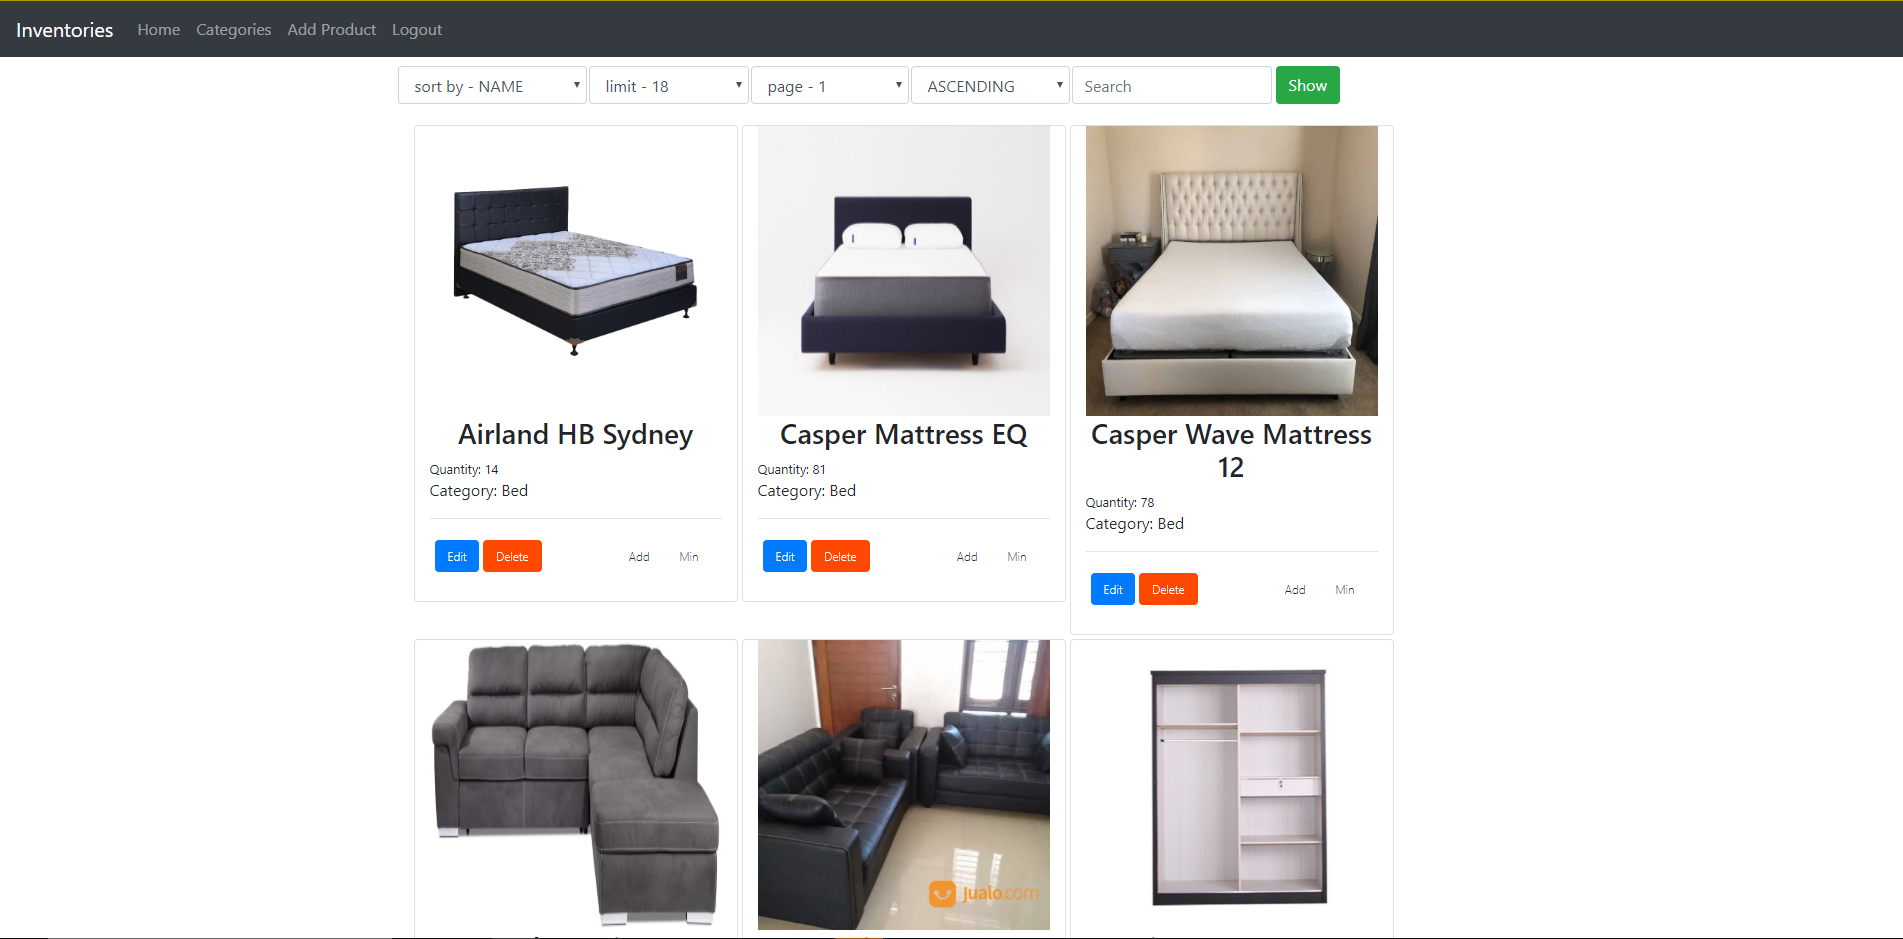 Inventories Home Categories Add Product Logout
sort by - NAME limit - 18 page - 1 ASCENDING Search Show
Airland HB Sydney
Quantity: 14
Category: Bed
Edit Delete Add Min
Casper Mattress EQ
Quantity: 81
Category: Bed
Edit Delete Add Min
Casper Wave Mattress
12
Quantity: 78
Category: Bed
Edit Delete Add Min
Jualo.com